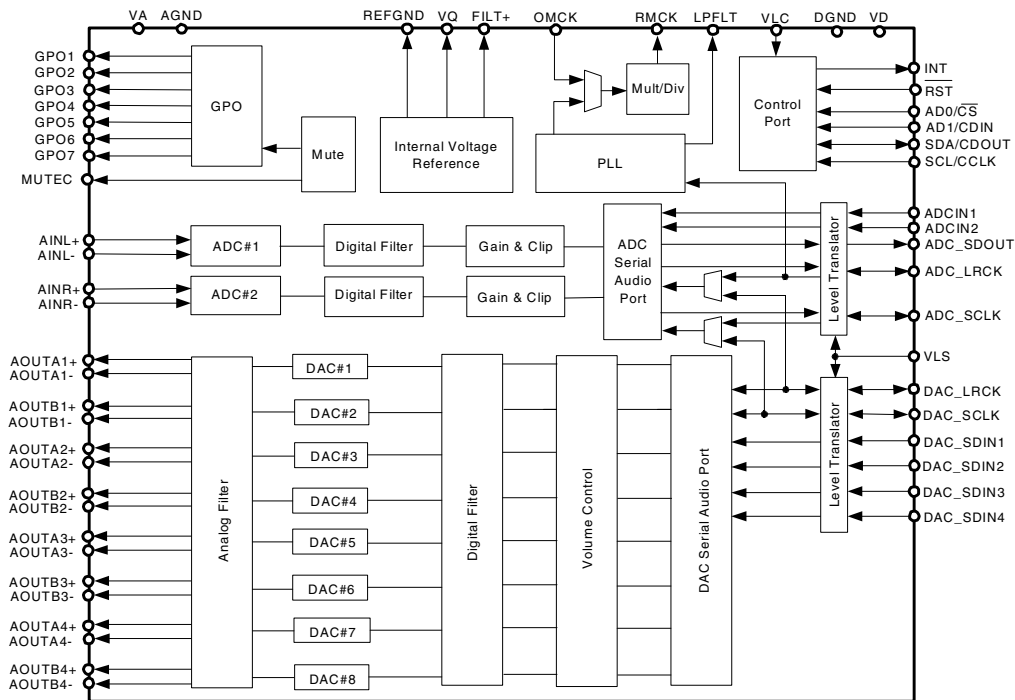 VA AGND REFGND VQ FILT+ OMCK RMCK LPFLT VLC DGND VD
GPO1
GPO2
GPO3
GPO4
GPO5
GPO6
GPO7
MUTEC
GPO
Mute
Internal Voltage
Reference
Mult/Div
PLL
Control
Port
INT
RST
AD0/CS
AD1/CDIN
SDA/CDOUT
SCL/CCLK
AINL+
AINL-
AINR+
AINR-
ADC#1
Digital Filter
Gain & Clip
ADC#2
Digital Filter
Gain & Clip
ADC
Serial
Audio
Port
Level Translator
ADCIN1
ADCIN2
ADC_SDOUT
ADC_LRCK
ADC_SCLK
VLS
AOUTA1+
AOUTA1-
AOUTB1+
AOUTB1-
AOUTA2+
AOUTA2-
AOUTB2+
AOUTB2-
AOUTA3+
AOUTA3-
AOUTB3+
AOUTB3-
AOUTA4+
AOUTA4-
AOUTB4+
AOUTB4-
Analog Filter
DAC#1
DAC#2
DAC#3
DAC#4
DAC#5
DAC#6
DAC#7
DAC#8
Digital Filter
Volume Control
DAC Serial Audio Port
Level Translator
DAC_LRCK
DAC_SCLK
DAC_SDIN1
DAC_SDIN2
DAC_SDIN3
DAC_SDIN4